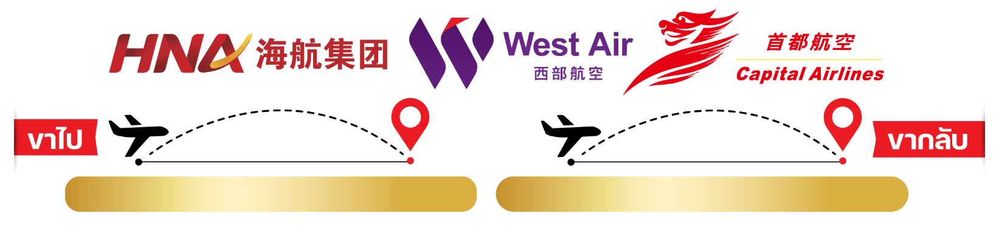 HNA 海航集团
West Air
西部航空
首都航空
Capital Airlines
ขาไป
ขากลับ